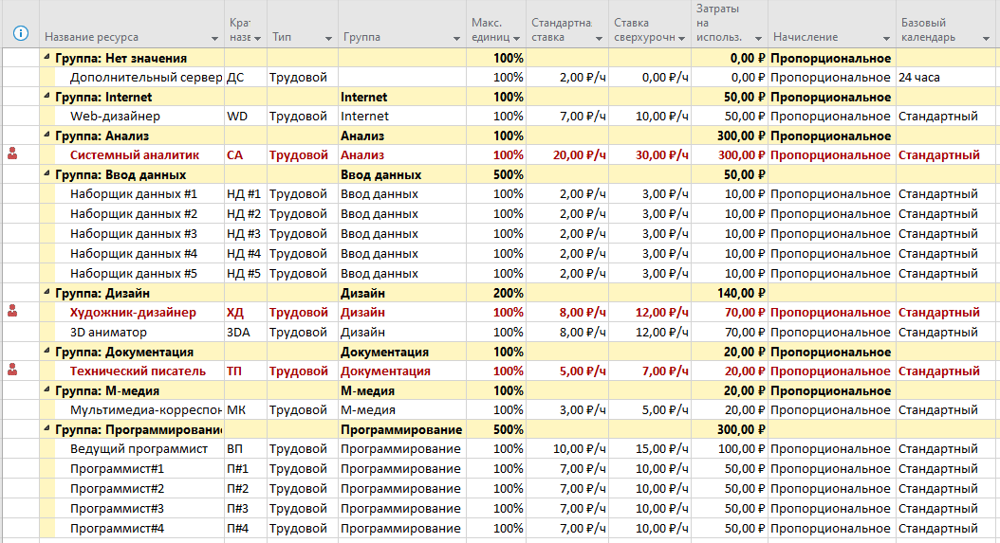 Название ресурса Крат назв Тип Группа Макс. единиц Стандартна ставка Ставка сверхурочн Затраты на использ. Начисление Базовый календарь
Группа: Нет значения 100% 0,00 ₽ Пропорциональное
Дополнительный сервер ДС Трудовой 100% 2,00 ₽/ч 0,00 ₽/ч 0,00 ₽ Пропорциональное 24 часа
Группа: Internet Internet 100% 50,00 ₽ Пропорциональное
Web-дизайнер WD Трудовой Internet 100% 7,00 ₽/ч 10,00 ₽/ч 50,00 ₽ Пропорциональное Стандартный
Группа: Анализ Анализ 100% 300,00 ₽ Пропорциональное
Системный аналитик СА Трудовой Анализ 100% 20,00 ₽/ч 30,00 ₽/ч 300,00 ₽ Пропорциональное Стандартный
Группа: Ввод данных Ввод данных 500% 50,00 ₽
Наборщик данных #1 НД #1 Трудовой Ввод данных 100% 2,00 ₽/ч 3,00 ₽/ч 10,00 ₽ Пропорциональное Стандартный
Наборщик данных #2 НД #2 Трудовой Ввод данных 100% 2,00 ₽/ч 3,00 ₽/ч 10,00 ₽ Пропорциональное Стандартный
Наборщик данных #3 НД #3 Трудовой Ввод данных 100% 2,00 ₽/ч 3,00 ₽/ч 10,00 ₽ Пропорциональное Стандартный
Наборщик данных #4 НД #4 Трудовой Ввод данных 100% 2,00 ₽/ч 3,00 ₽/ч 10,00 ₽ Пропорциональное Стандартный
Наборщик данных #5 НД #5 Трудовой Ввод данных 100% 2,00 ₽/ч 3,00 ₽/ч 10,00 ₽ Пропорциональное Стандартный
Группа: Дизайн Дизайн 200% 140,00 ₽
Художник-дизайнер ХД Трудовой Дизайн 100% 8,00 ₽/ч 12,00 ₽/ч 70,00 ₽ Пропорциональное Стандартный
3D аниматор 3DA Трудовой Дизайн 100% 8,00 ₽/ч 12,00 ₽/ч 70,00 ₽ Пропорциональное Стандартный
Группа: Документация Документация 100% 20,00 ₽ Пропорциональное
Технический писатель ТП Трудовой Документация 100% 5,00 ₽/ч 7,00 ₽/ч 20,00 ₽ Пропорциональное Стандартный
Группа: М-медия М-медия 100% 20,00 ₽ Пропорциональное
Мультимедиа-корреспон МК Трудовой М-медия 100% 3,00 ₽/ч 5,00 ₽/ч 20,00 ₽ Пропорциональное Стандартный
Группа: Программировани Программирование 500% 300,00 ₽
Ведущий программист ВП Трудовой Программирование 100% 10,00 ₽/ч 15,00 ₽/ч 100,00 ₽ Пропорциональное Стандартный
Программист#1 П#1 Трудовой Программирование 100% 7,00 ₽/ч 10,00 ₽/ч 50,00 ₽ Пропорциональное Стандартный
Программист#2 П#2 Трудовой Программирование 100% 7,00 ₽/ч 10,00 ₽/ч 50,00 ₽ Пропорциональное Стандартный
Программист#3 П#3 Трудовой Программирование 100% 7,00 ₽/ч 10,00 ₽/ч 50,00 ₽ Пропорциональное Стандартный
Программист#4 П#4 Трудовой Программирование 100% 7,00 ₽/ч 10,00 ₽/ч 50,00 ₽ Пропорциональное Стандартный